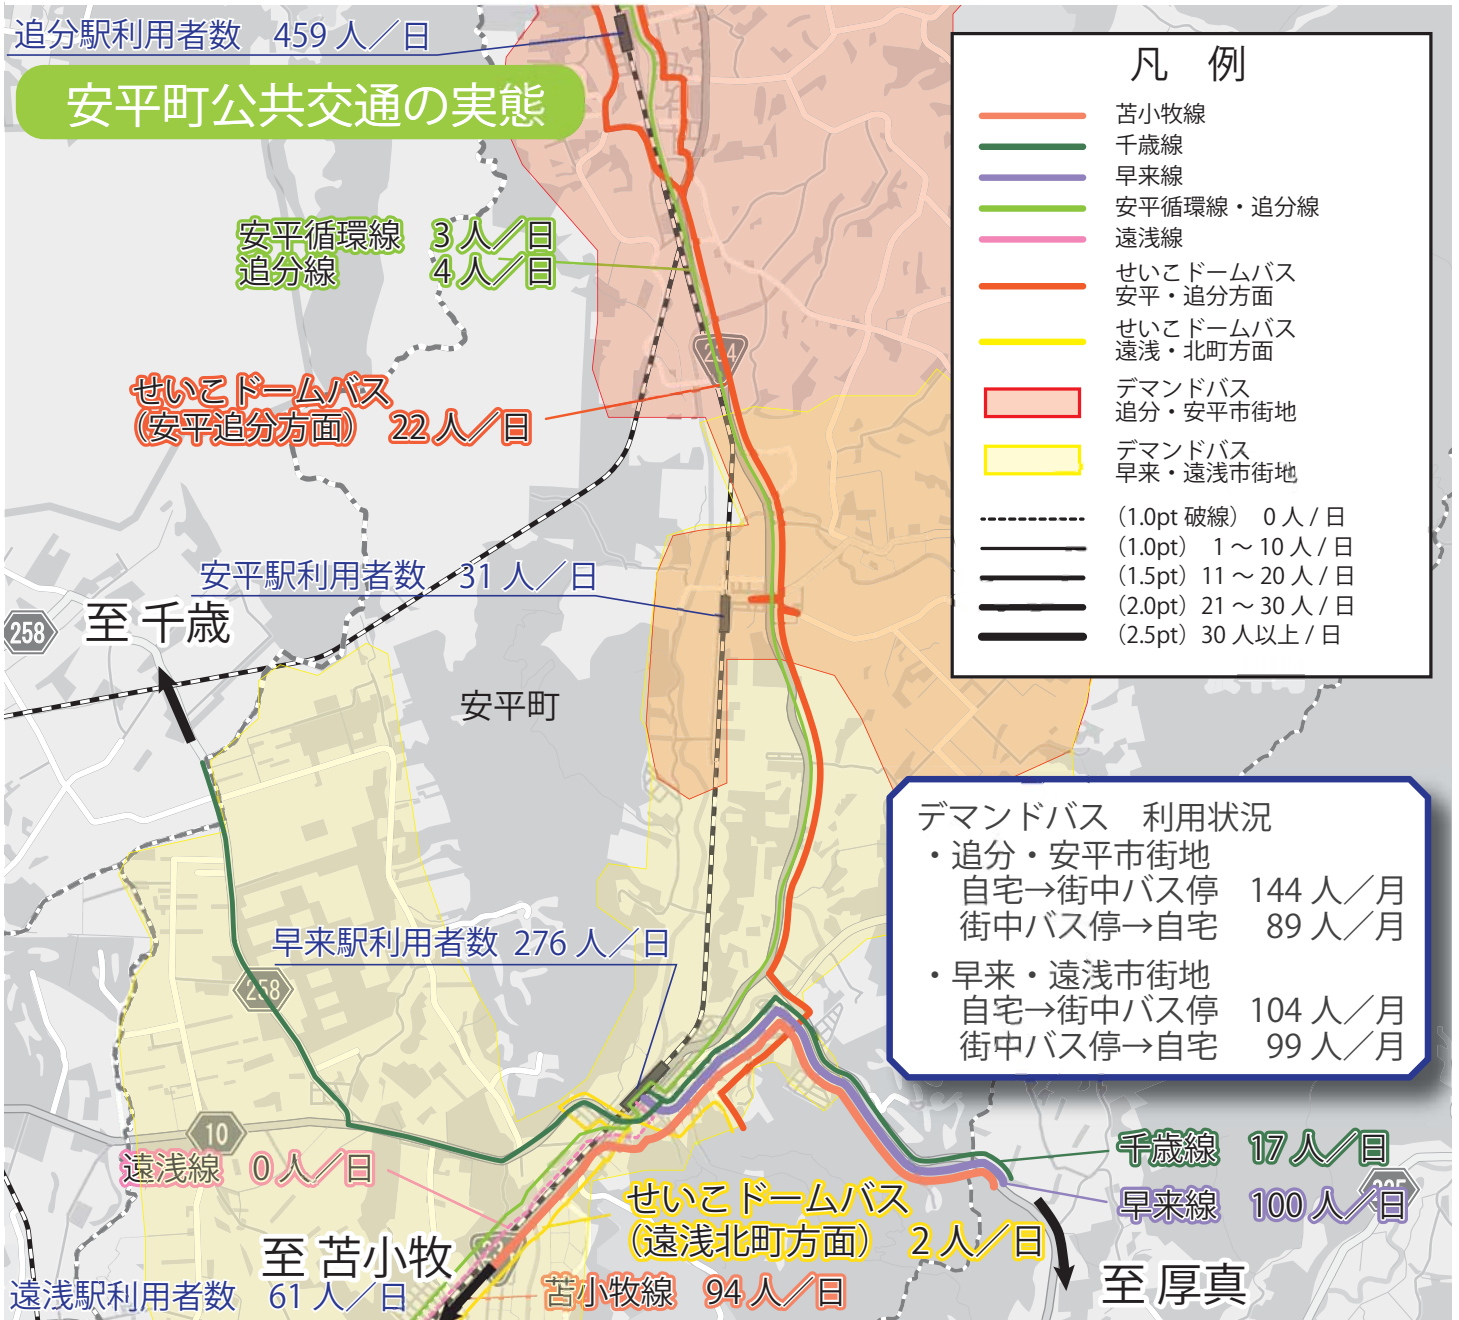 追分駅利用者数　459 人／日
安平町公共交通の実態
安平循環線　3 人／日
追分線　4 人／日
せいこドームバス
（安平追分方面）　22 人／日
安平駅利用者数　31 人／日
258
至 千歳
安平町
早来駅利用者数 276 人／日
258
10
遠浅線　0 人／日
至 苫小牧
遠浅駅利用者数　61 人／日
せいこドームバス
（遠浅北町方面）　2 人／日
苫小牧線　94 人／日
千歳線　17 人／日
早来線　100 人／日
至 厚真
凡　例
苫小牧線
千歳線
早来線
安平循環線・追分線
遠浅線
せいこドームバス
安平・追分方面
せいこドームバス
遠浅・北町方面
デマンドバス
追分・安平市街地
デマンドバス
早来・遠浅市街地
（1.0pt 破線）　0 人 / 日
（1.0pt）　1 ～ 10 人 / 日
（1.5pt）11 ～ 20 人 / 日
（2.0pt）21 ～ 30 人 / 日
（2.5pt）30 人以上 / 日
デマンドバス　利用状況
・追分・安平市街地
自宅→街中バス停　144 人／月
街中バス停→自宅　89 人／月
・早来・遠浅市街地
自宅→街中バス停　104 人／月
街中バス停→自宅　99 人／月